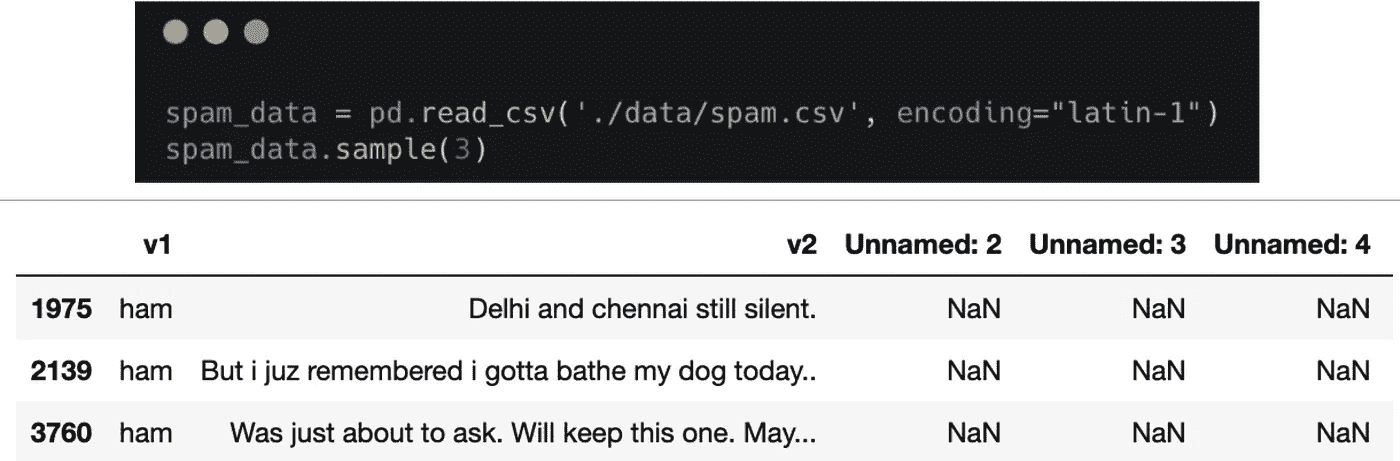 spam_data = pd.read_csv('./data/spam.csv', encoding="latin-1")
spam_data.sample(3)
v1 v2 Unnamed: 2 Unnamed: 3 Unnamed: 4
1975 ham Delhi and chennai still silent. NaN NaN NaN
2139 ham But i juz remembered i gotta bathe my dog today.. NaN NaN NaN
3760 ham Was just about to ask. Will keep this one. May... NaN NaN NaN